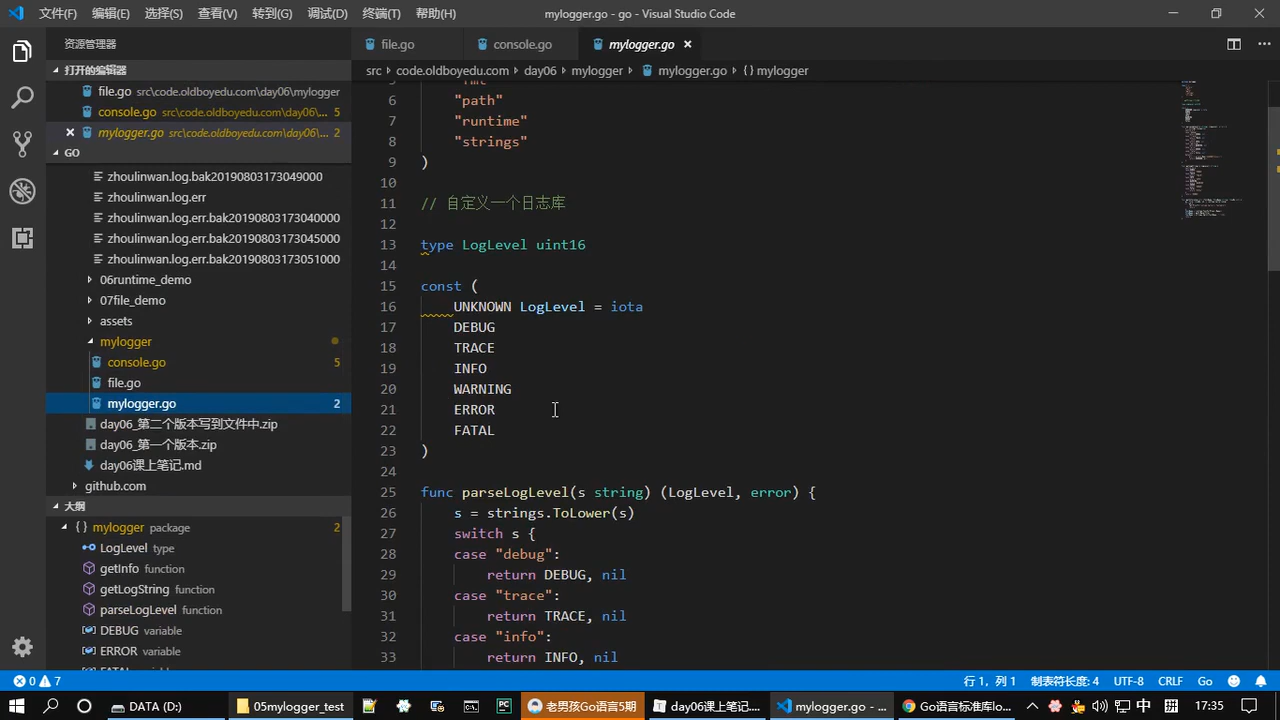 文件(F) 编辑(E) 选择(S) 查看(V) 转到(G) 调试(D) 终端(T) 帮助(H) mylogger.go - go - Visual Studio Code
资源管理器 file.go console.go mylogger.go
打开的编辑器
src code.oldboyedu.com day06 mylogger mylogger.go {} mylogger
file.go src\code.oldboyedu.com\day06\mylogger
console.go src\code.oldboyedu.com\day06\... 5
mylogger.go src\code.oldboyedu.com\day06\... 2
GO
zhoulinwan.log.bak20190803173049000
zhoulinwan.log.err
zhoulinwan.log.err.bak20190803173040000
zhoulinwan.log.err.bak20190803173045000
zhoulinwan.log.err.bak20190803173051000
06runtime_demo
07file_demo
assets
mylogger
console.go 5
file.go
mylogger.go 2
day06_第二个版本写到文件中.zip
day06_第一个版本.zip
day06课上笔记.md
github.com
大纲
{} mylogger package 2
LogLevel type
getInfo function
getLogString function
parseLogLevel function
DEBUG variable
ERROR variable
6 "path"
7 "runtime"
8 "strings"
9 )
10
11 // 自定义一个日志库
12
13 type LogLevel uint16
14
15 const (
16 UNKNOWN LogLevel = iota
17 DEBUG
18 TRACE
19 INFO
20 WARNING
21 ERROR
22 FATAL
23 )
24
25 func parseLogLevel(s string) (LogLevel, error) {
26 s = strings.ToLower(s)
27 switch s {
28 case "debug":
29 return DEBUG, nil
30 case "trace":
31 return TRACE, nil
32 case "info":
33 return INFO, nil
0 7 行 1, 列 1 制表符长度: 4 UTF-8 CRLF Go
DATA (D:) 05mylogger_test 老男孩Go语言5期 day06课上笔记.... mylogger.go - ... Go语言标准库lo... 中 拼 17:35